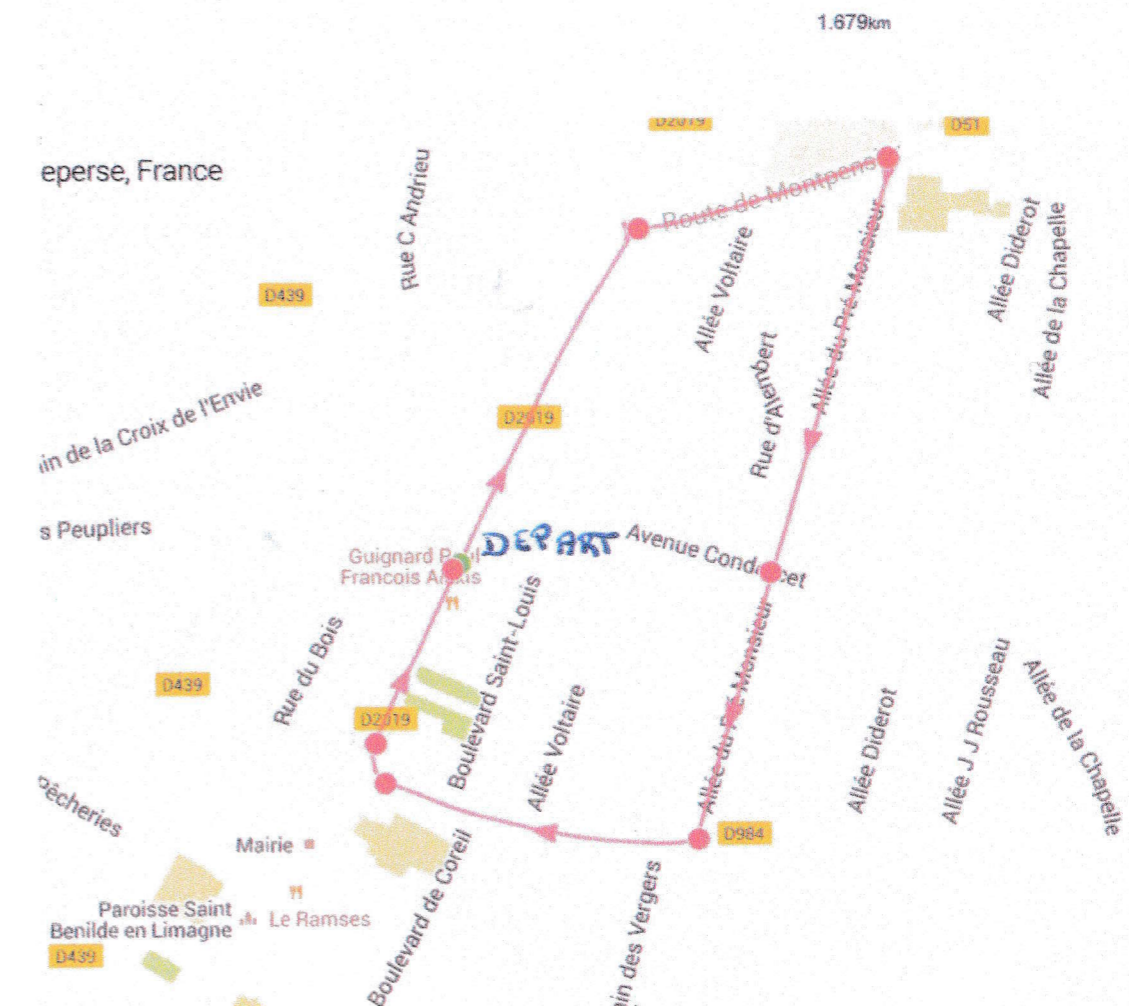 1.679km
D2019
D51
eperse, France
Rue C Andrieu
Route de Montpens
D439
Allée Voltaire
Allée du Pré Monsieur
Allée Diderot
Allée de la Chapelle
in de la Croix de l'Envie
D2019
Rue d'Alembert
s Peupliers
DEPART
Avenue Condorcet
Guignard Paul
Francois Alexis
Rue du Bois
Boulevard Saint-Louis
D439
D2019
Allée Voltaire
Allée du Pré Monsieur
Allée Diderot
Allée J J Rousseau
Allée de la Chapelle
Pêcheries
Mairie
D984
Paroisse Saint
Benilde en Limagne
Le Ramses
Boulevard de Coreil
in des Vergers
D439